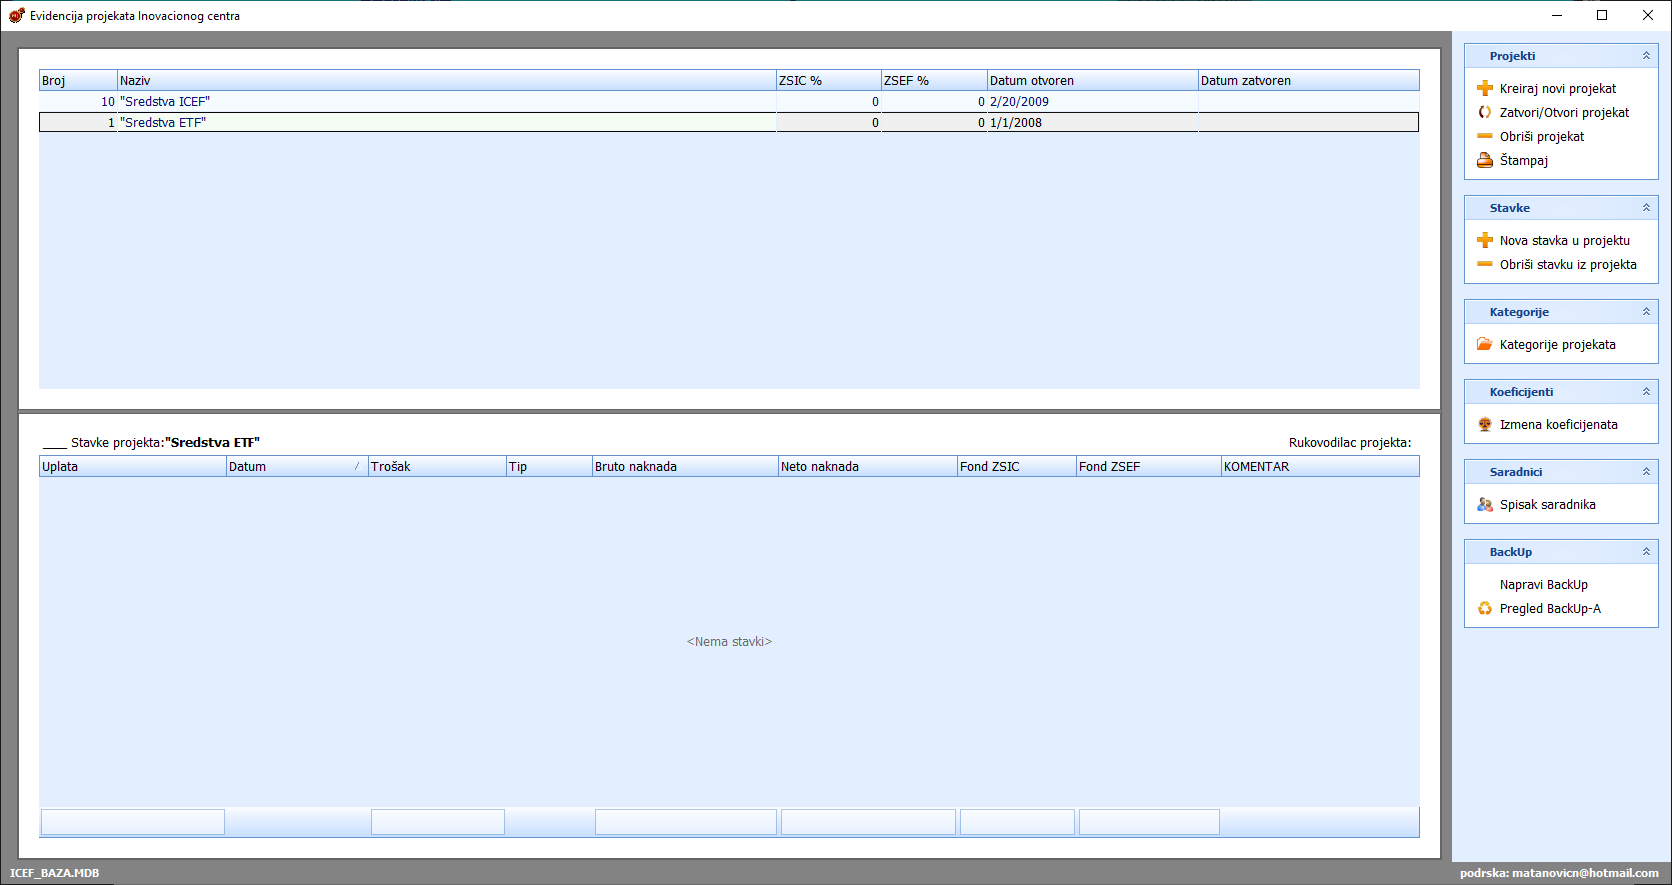 Evidencija projekata Inovacionog centra
Broj Naziv ZSIC % ZSEF % Datum otvoren Datum zatvoren
10 "Sredstva ICEF" 0 0 2/20/2009
1 "Sredstva ETF" 0 0 1/1/2008
___ Stavke projekta:"Sredstva ETF" Rukovodilac projekta:
Uplata Datum / Trošak Tip Bruto naknada Neto naknada Fond ZSIC Fond ZSEF KOMENTAR
<Nema stavki>
Projekti
Kreiraj novi projekat
Zatvori/Otvori projekat
Obriši projekat
Štampaj
Stavke
Nova stavka u projektu
Obriši stavku iz projekta
Kategorije
Kategorije projekata
Koeficijenti
Izmena koeficijenata
Saradnici
Spisak saradnika
BackUp
Napravi BackUp
Pregled BackUp-A
ICEF_BAZA.MDB podrska: matanovicn@hotmail.com